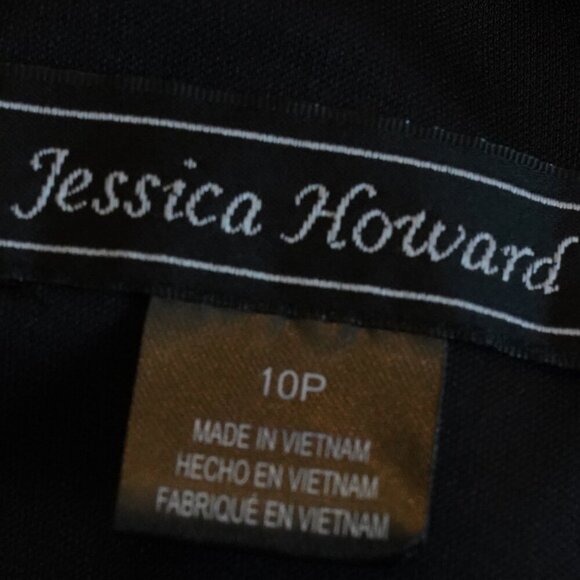 Jessica Howard
10P
MADE IN VIETNAM
HECHO EN VIETNAM
FABRIQUÉ EN VIETNAM